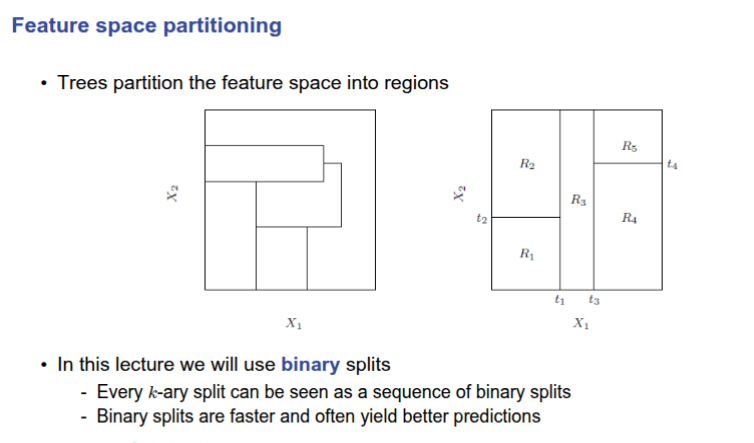 Feature space partitioning
• Trees partition the feature space into regions
X₂
X₁
X₂
R₂
R₅
t₄
R₃
t₂
R₄
R₁
t₁ t₃
X₁
• In this lecture we will use binary splits
- Every k-ary split can be seen as a sequence of binary splits
- Binary splits are faster and often yield better predictions